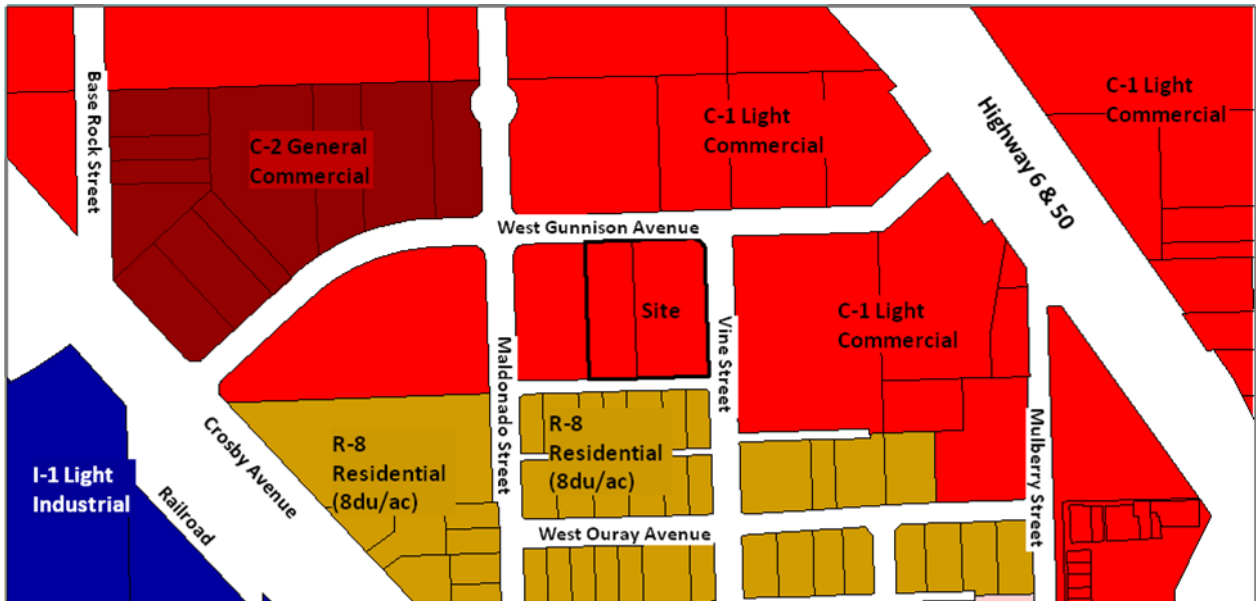 Base Rock Street
C-2 General
Commercial
C-1 Light
Commercial
Highway 6 & 50
C-1 Light
Commercial
West Gunnison Avenue
Site
Vine Street
C-1 Light
Commercial
Maldonado Street
Mulberry Street
Crosby Avenue
R-8
Residential
(8du/ac)
R-8
Residential
(8du/ac)
I-1 Light
Industrial
Railroad
West Ouray Avenue